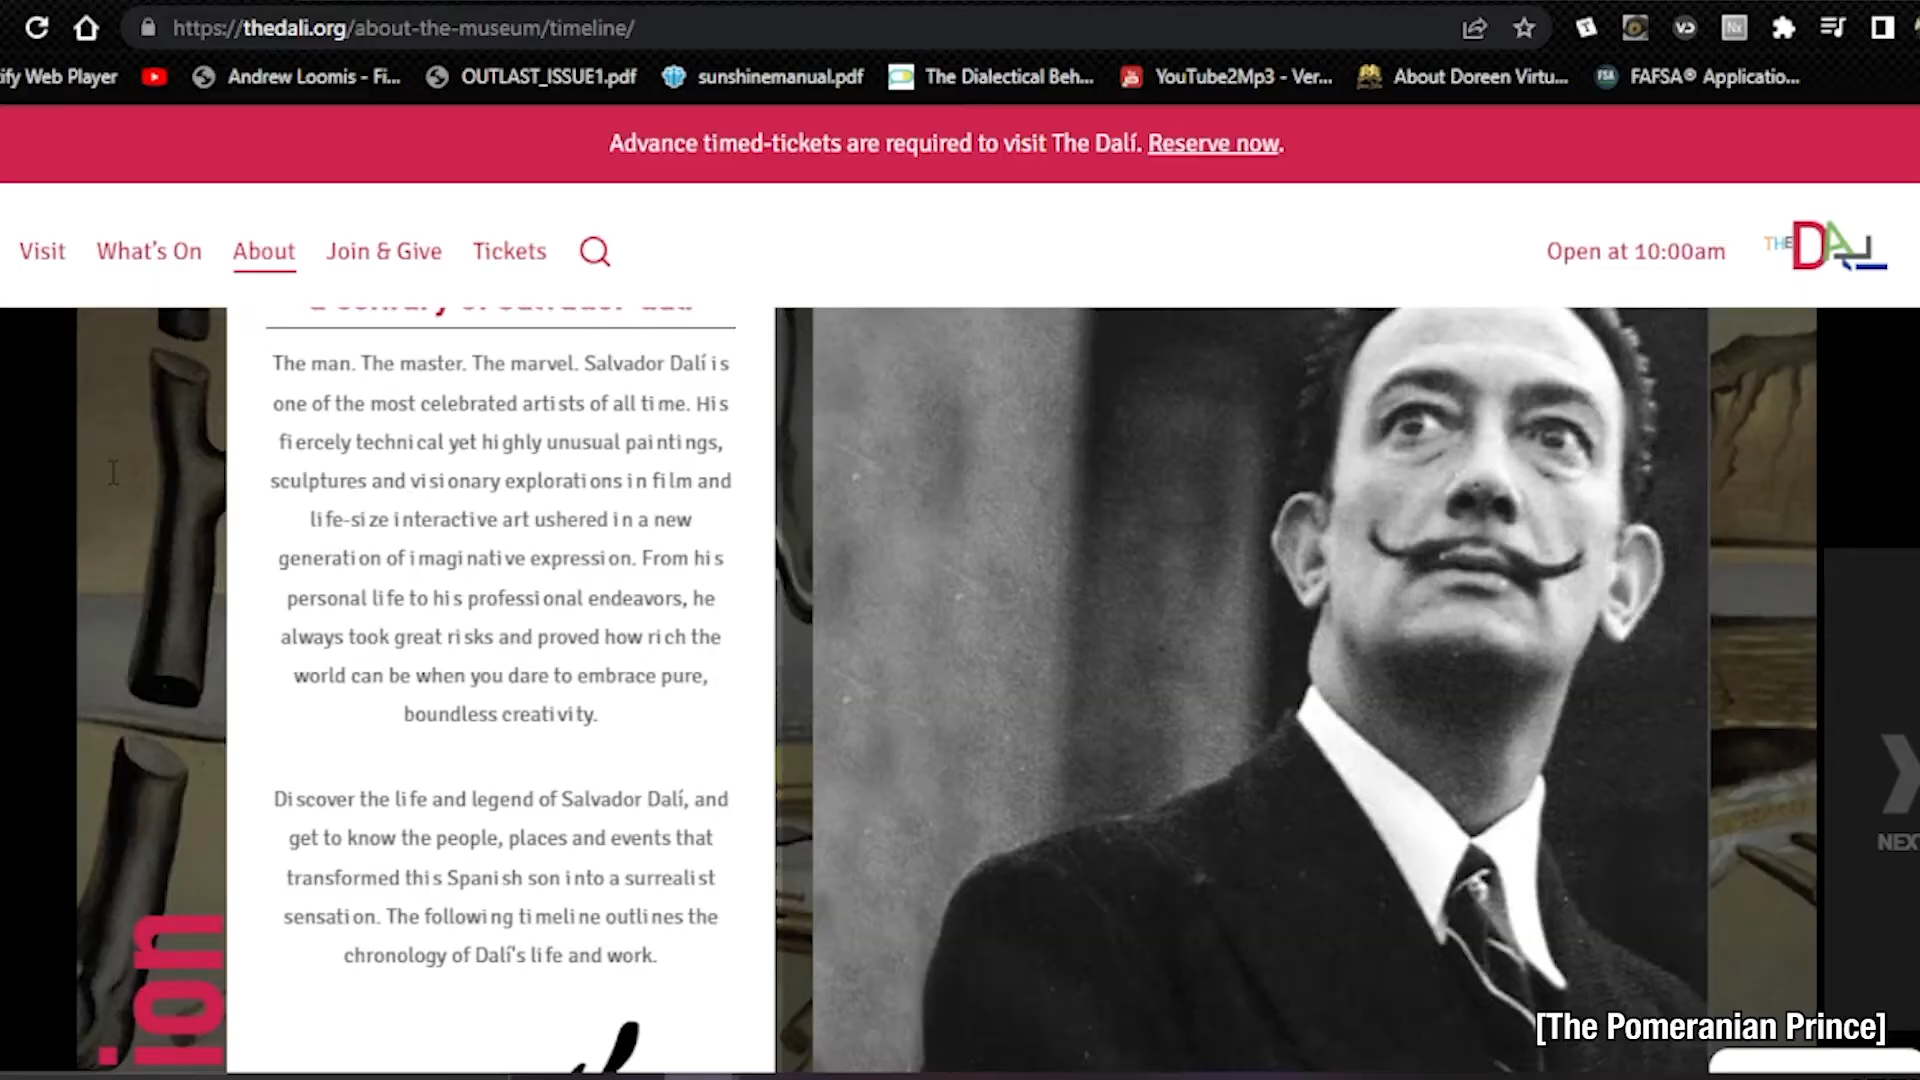 https://thedali.org/about-the-museum/timeline/
ify Web Player
Andrew Loomis - Fi...
OUTLAST_ISSUE1.pdf
sunshinemanual.pdf
The Dialectical Beh...
YouTube2Mp3 - Ver...
About Doreen Virtu...
FAFSA® Applicatio...
Advance timed-tickets are required to visit The Dalí. Reserve now.
Visit
What's On
About
Join & Give
Tickets
Open at 10:00am
THE DALÍ
The man. The master. The marvel. Salvador Dalí is
one of the most celebrated artists of all time. His
fiercely technical yet highly unusual paintings,
sculptures and visionary explorations in film and
life-size interactive art ushered in a new
generation of imaginative expression. From his
personal life to his professional endeavors, he
always took great risks and proved how rich the
world can be when you dare to embrace pure,
boundless creativity.
Discover the life and legend of Salvador Dalí, and
get to know the people, places and events that
transformed this Spanish son into a surrealist
sensation. The following timeline outlines the
chronology of Dalí's life and work.
ion
NEX
[The Pomeranian Prince]